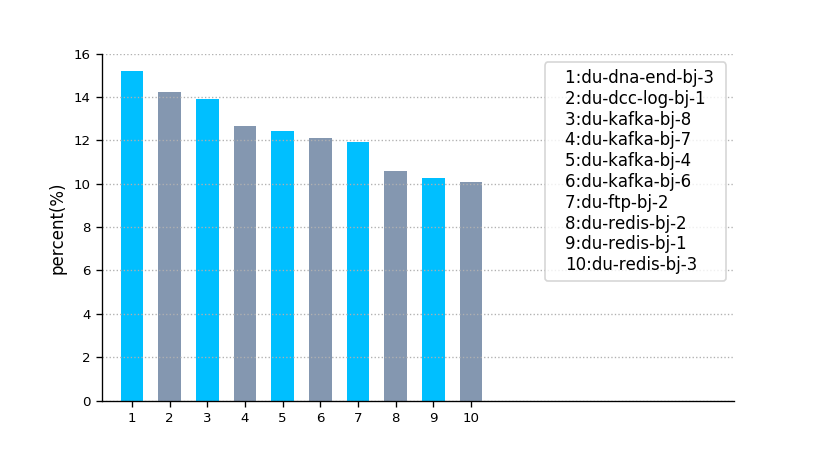 16
14
12
10
8
6
4
2
0
percent(%)
1 2 3 4 5 6 7 8 9 10
1:du-dna-end-bj-3
2:du-dcc-log-bj-1
3:du-kafka-bj-8
4:du-kafka-bj-7
5:du-kafka-bj-4
6:du-kafka-bj-6
7:du-ftp-bj-2
8:du-redis-bj-2
9:du-redis-bj-1
10:du-redis-bj-3